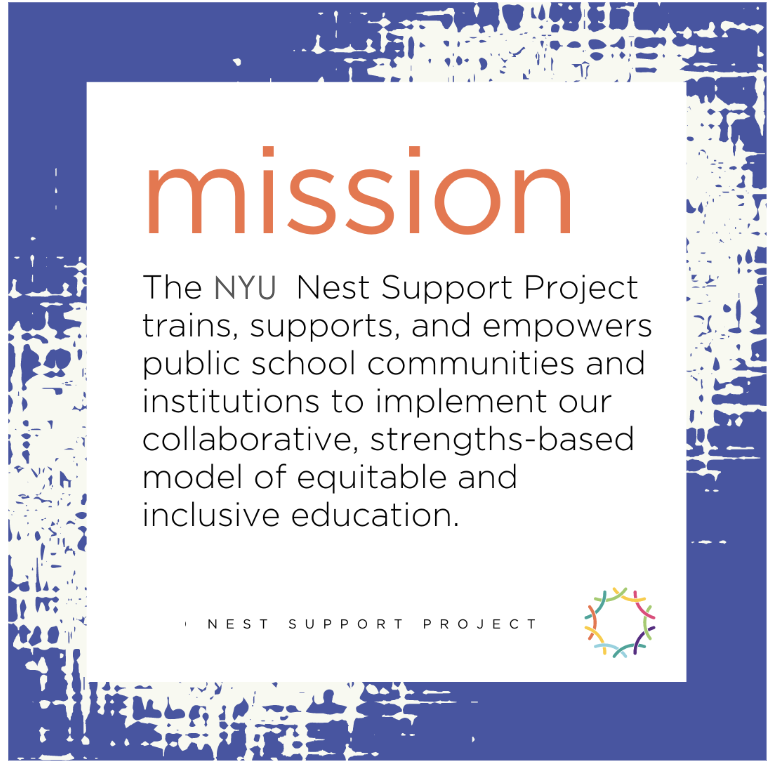 mission
The NYU Nest Support Project
trains, supports, and empowers
public school communities and
institutions to implement our
collaborative, strengths-based
model of equitable and
inclusive education.
NEST SUPPORT PROJECT